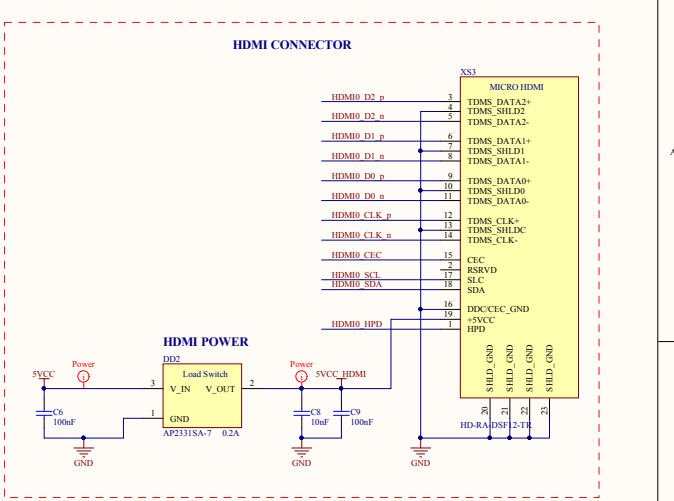 HDMI CONNECTOR
XS3
MICRO HDMI
HDMI0_D2_p 3 TDMS_DATA2+
4 TDMS_SHLD2
HDMI0_D2_n 5 TDMS_DATA2-
HDMI0_D1_p 6 TDMS_DATA1+
7 TDMS_SHLD1
HDMI0_D1_n 8 TDMS_DATA1-
HDMI0_D0_p 9 TDMS_DATA0+
10 TDMS_SHLD0
HDMI0_D0_n 11 TDMS_DATA0-
HDMI0_CLK_p 12 TDMS_CLK+
13 TDMS_SHLDC
HDMI0_CLK_n 14 TDMS_CLK-
HDMI0_CEC 15 CEC
2 RSRVD
HDMI0_SCL 17 SLC
HDMI0_SDA 18 SDA
16 DDC/CEC_GND
19 +5VCC
HDMI0_HPD 1 HPD
SHLD_GND SHLD_GND SHLD_GND SHLD_GND
20 21 22 23
HD-RA-DSF12-TR
GND
HDMI POWER
DD2
5VCC Power
Load Switch
Power 5VCC_HDMI
3 V_IN V_OUT 2
1 GND
AP2331SA-7 0.2A
C6
100nF
C8
10nF
C9
100nF
GND
GND
A